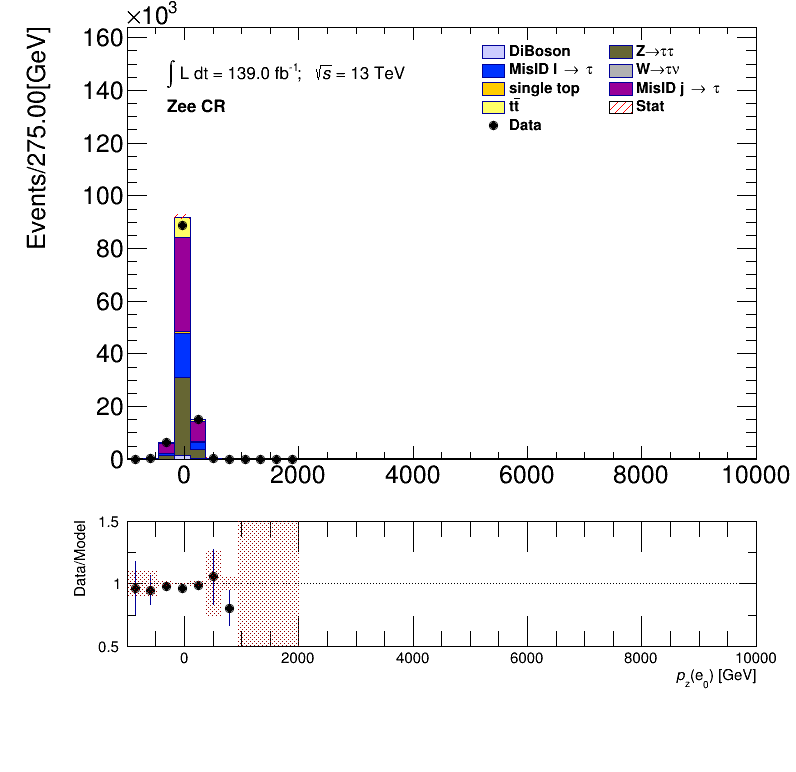 ×10³
Events/275.00[GeV]
160
140
120
100
80
60
40
20
0
∫ L dt = 139.0 fb⁻¹; √s = 13 TeV
Zee CR
DiBoson
MisID l → τ
single top
tt̄
Data
Z→ττ
W→τν
MisID j → τ
Stat
0 2000 4000 6000 8000 10000
Data/Model
1.5
1
0.5
0 2000 4000 6000 8000 10000
p_z(e_0) [GeV]